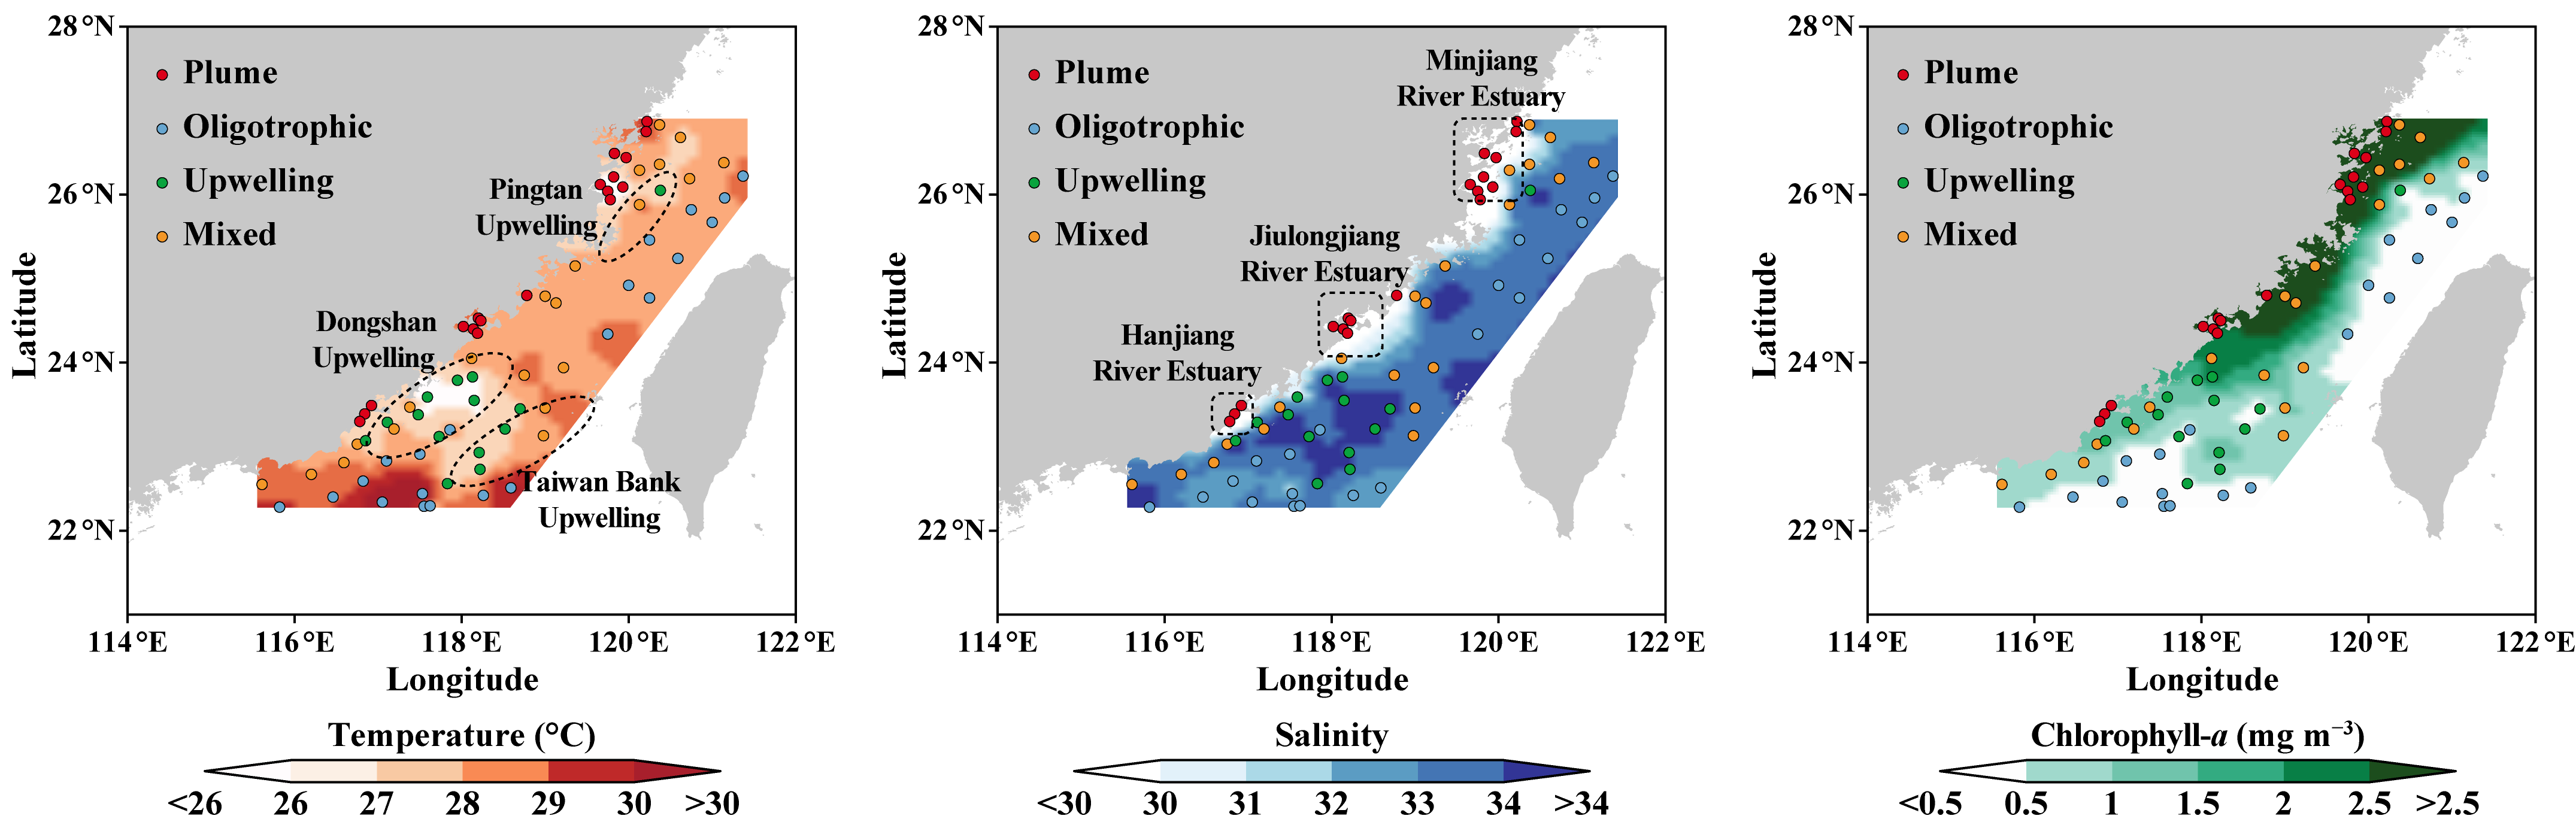 28°N
26°N
24°N
22°N
Latitude
Plume
Oligotrophic
Upwelling
Mixed
Pingtan
Upwelling
Dongshan
Upwelling
Taiwan Bank
Upwelling
114°E 116°E 118°E 120°E 122°E
Longitude
Temperature (°C)
<26 26 27 28 29 30 >30
28°N
26°N
24°N
22°N
Latitude
Plume
Oligotrophic
Upwelling
Mixed
Minjiang
River Estuary
Jiulongjiang
River Estuary
Hanjiang
River Estuary
114°E 116°E 118°E 120°E 122°E
Longitude
Salinity
<30 30 31 32 33 34 >34
28°N
26°N
24°N
22°N
Latitude
Plume
Oligotrophic
Upwelling
Mixed
114°E 116°E 118°E 120°E 122°E
Longitude
Chlorophyll-a (mg m⁻³)
<0.5 0.5 1 1.5 2 2.5 >2.5